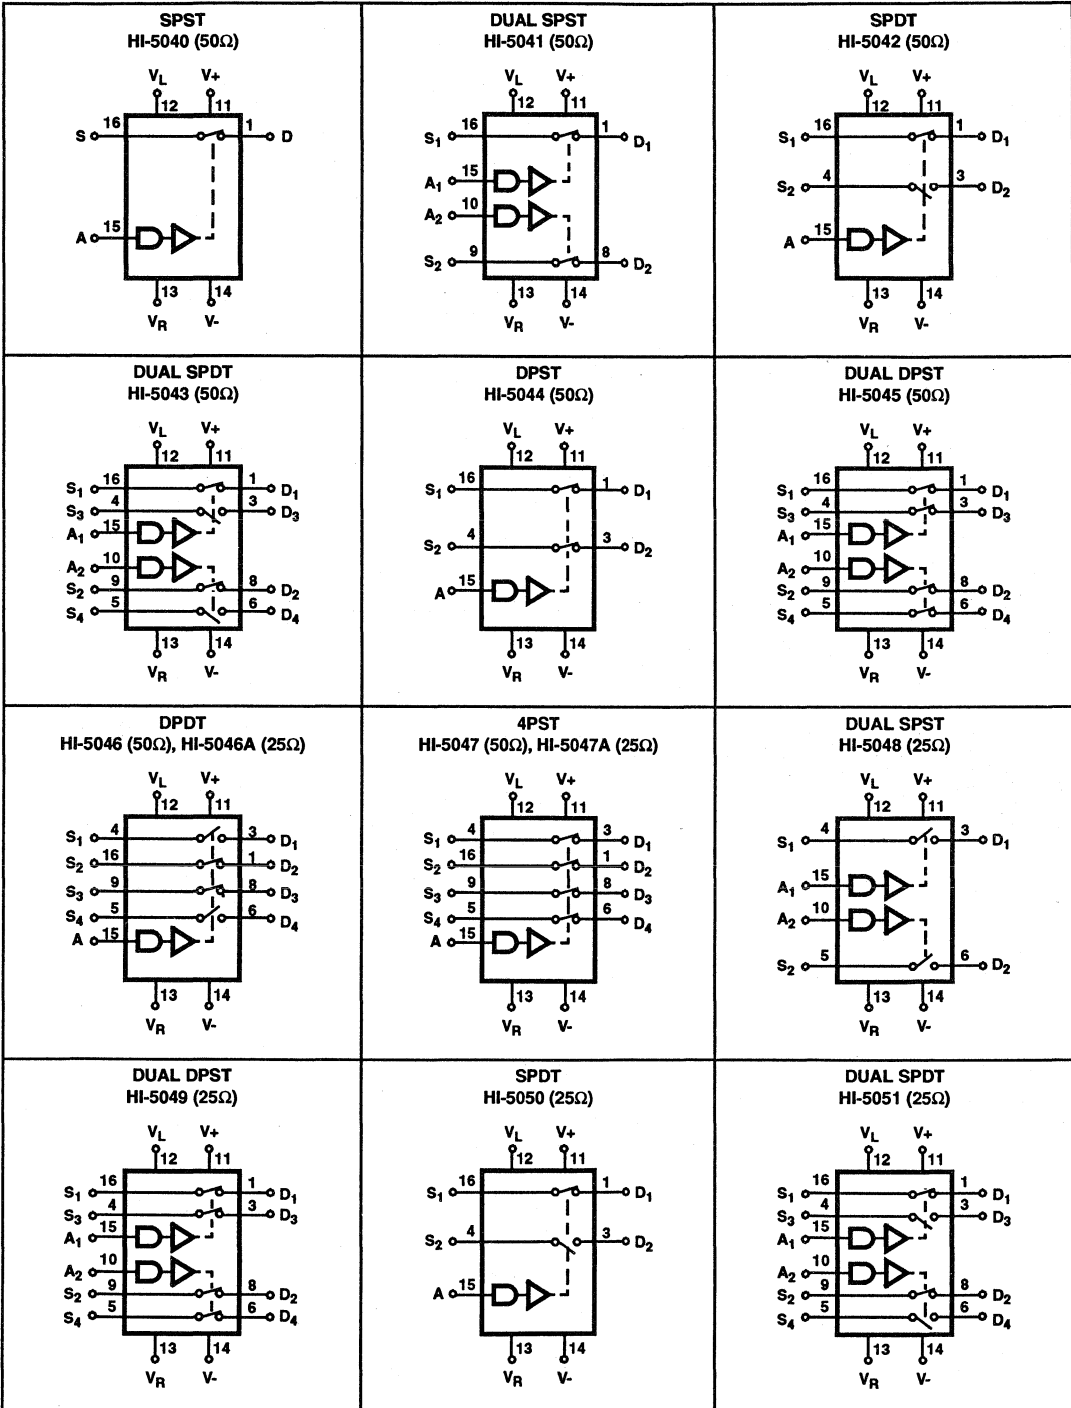 SPST
HI-5040 (50Ω)
VL V+
12 11
S 16 1 D
A 15
13 14
VR V-
DUAL SPST
HI-5041 (50Ω)
VL V+
12 11
S1 16 1 D1
A1 15
A2 10
S2 9 8 D2
13 14
VR V-
SPDT
HI-5042 (50Ω)
VL V+
12 11
S1 16 1 D1
S2 4 3 D2
A 15
13 14
VR V-
DUAL SPDT
HI-5043 (50Ω)
VL V+
12 11
S1 16 1 D1
S3 4 3 D3
A1 15
A2 10
S2 9 8 D2
S4 5 6 D4
13 14
VR V-
DPST
HI-5044 (50Ω)
VL V+
12 11
S1 16 1 D1
S2 4 3 D2
A 15
13 14
VR V-
DUAL DPST
HI-5045 (50Ω)
VL V+
12 11
S1 16 1 D1
S3 4 3 D3
A1 15
A2 10
S2 9 8 D2
S4 5 6 D4
13 14
VR V-
DPDT
HI-5046 (50Ω), HI-5046A (25Ω)
VL V+
12 11
S1 4 3 D1
S2 16 1 D2
S3 9 8 D3
S4 5 6 D4
A 15
13 14
VR V-
4PST
HI-5047 (50Ω), HI-5047A (25Ω)
VL V+
12 11
S1 4 3 D1
S2 16 1 D2
S3 9 8 D3
S4 5 6 D4
A 15
13 14
VR V-
DUAL SPST
HI-5048 (25Ω)
VL V+
12 11
S1 4 3 D1
A1 15
A2 10
S2 5 6 D2
13 14
VR V-
DUAL DPST
HI-5049 (25Ω)
VL V+
12 11
S1 16 1 D1
S3 4 3 D3
A1 15
A2 10
S2 9 8 D2
S4 5 6 D4
13 14
VR V-
SPDT
HI-5050 (25Ω)
VL V+
12 11
S1 16 1 D1
S2 4 3 D2
A 15
13 14
VR V-
DUAL SPDT
HI-5051 (25Ω)
VL V+
12 11
S1 16 1 D1
S3 4 3 D3
A1 15
A2 10
S2 9 8 D2
S4 5 6 D4
13 14
VR V-